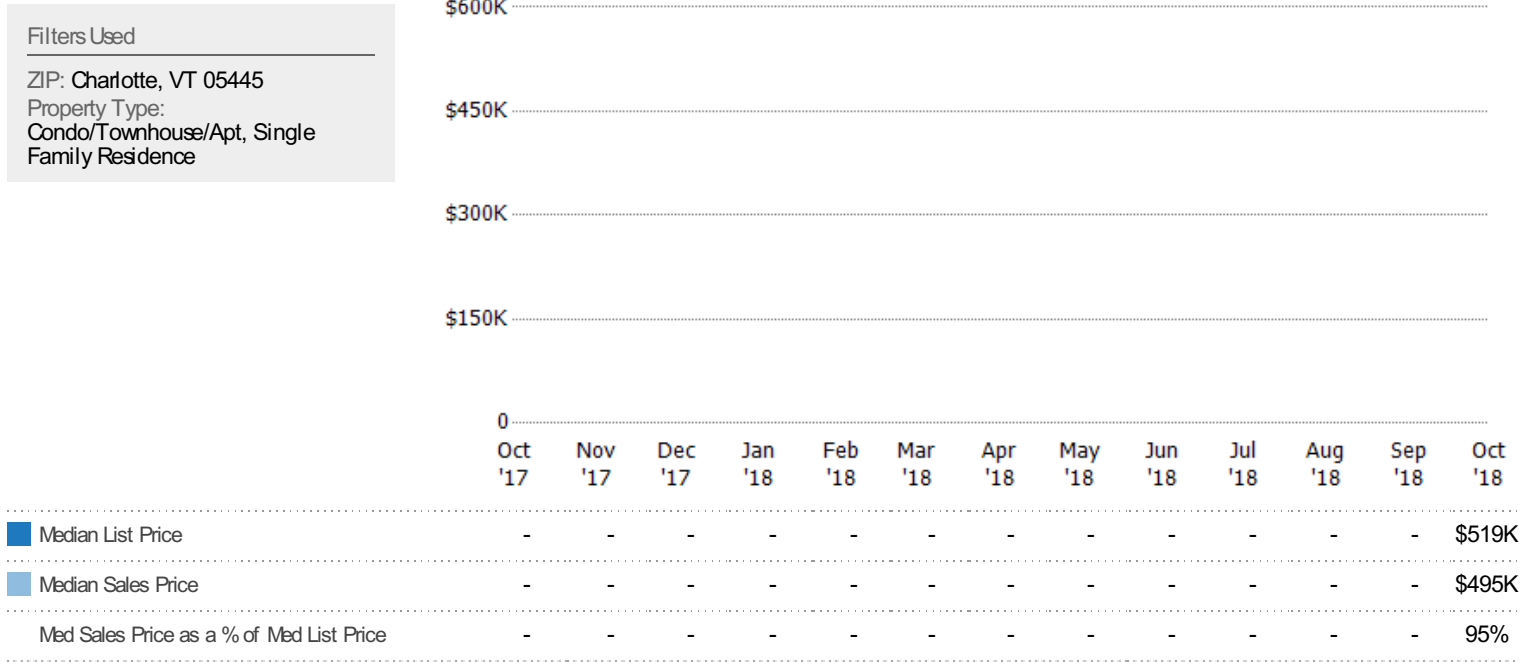 Filters Used
ZIP: Charlotte, VT 05445
Property Type:
Condo/Townhouse/Apt, Single
Family Residence
$600K
$450K
$300K
$150K
0
Oct Nov Dec Jan Feb Mar Apr May Jun Jul Aug Sep Oct
'17 '17 '17 '18 '18 '18 '18 '18 '18 '18 '18 '18 '18
Median List Price - - - - - - - - - - - - $519K
Median Sales Price - - - - - - - - - - - - $495K
Med Sales Price as a % of Med List Price - - - - - - - - - - - - 95%